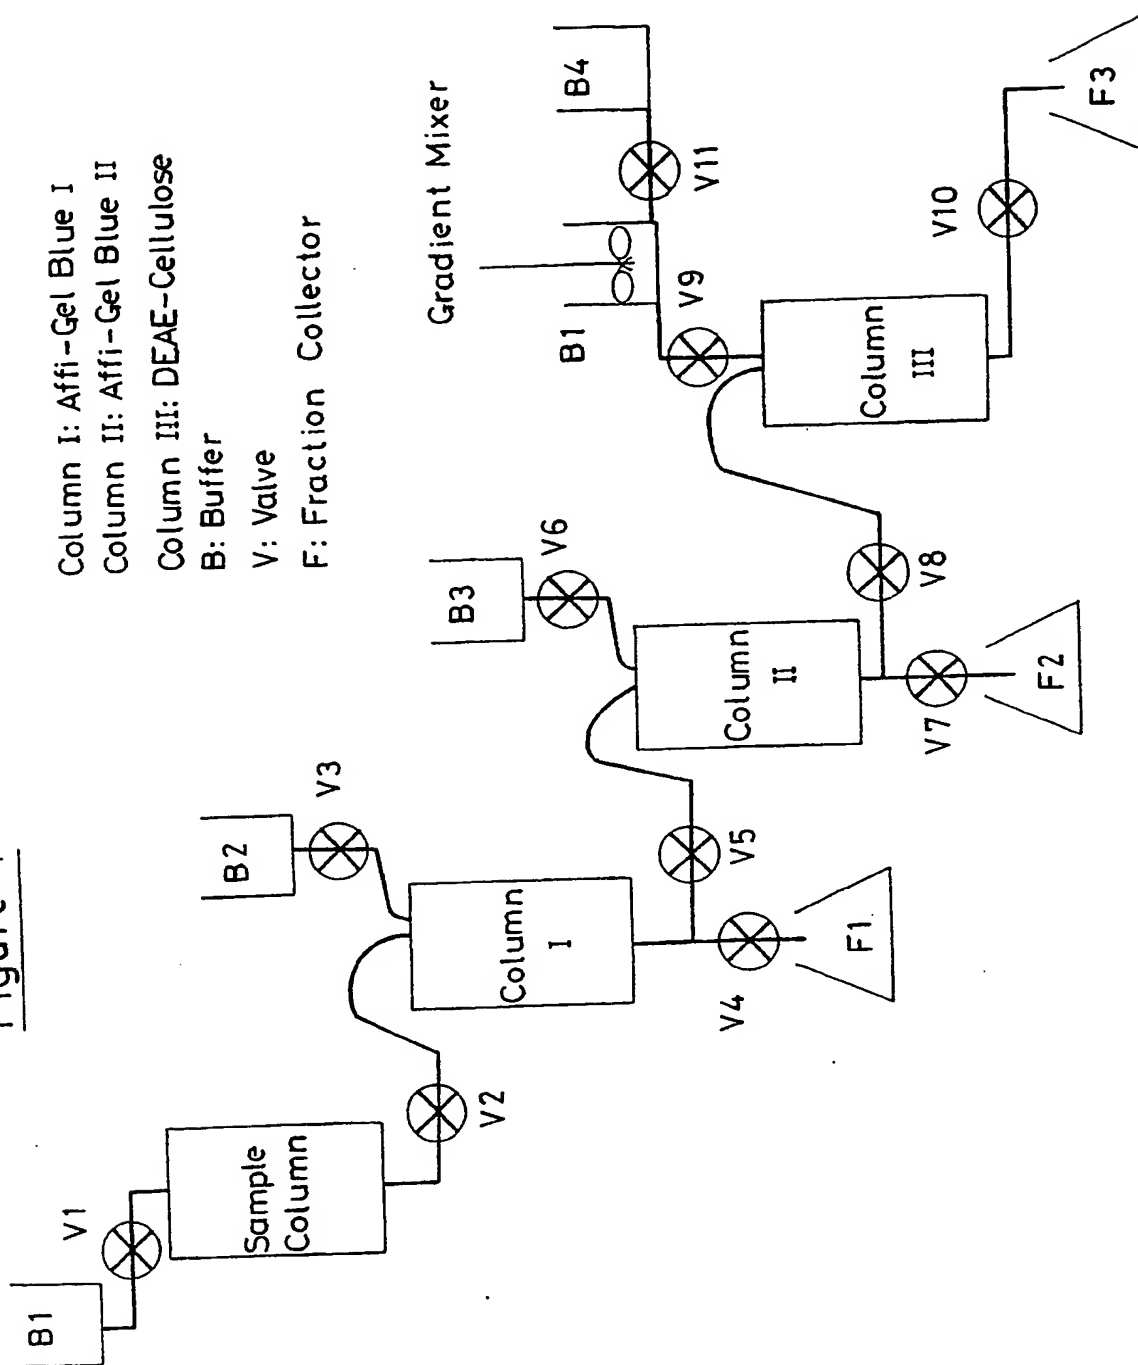 Figure
Column I: Affi-Gel Blue I
Column II: Affi-Gel Blue II
Column III: DEAE-Cellulose
B: Buffer
V: Valve
F: Fraction Collector
B1
V1
Sample
Column
V2
B2
V3
Column
I
V4
F1
V5
B3
V6
Column
II
V7
F2
V8
Gradient Mixer
B1
B4
V11
V9
Column
III
V10
F3